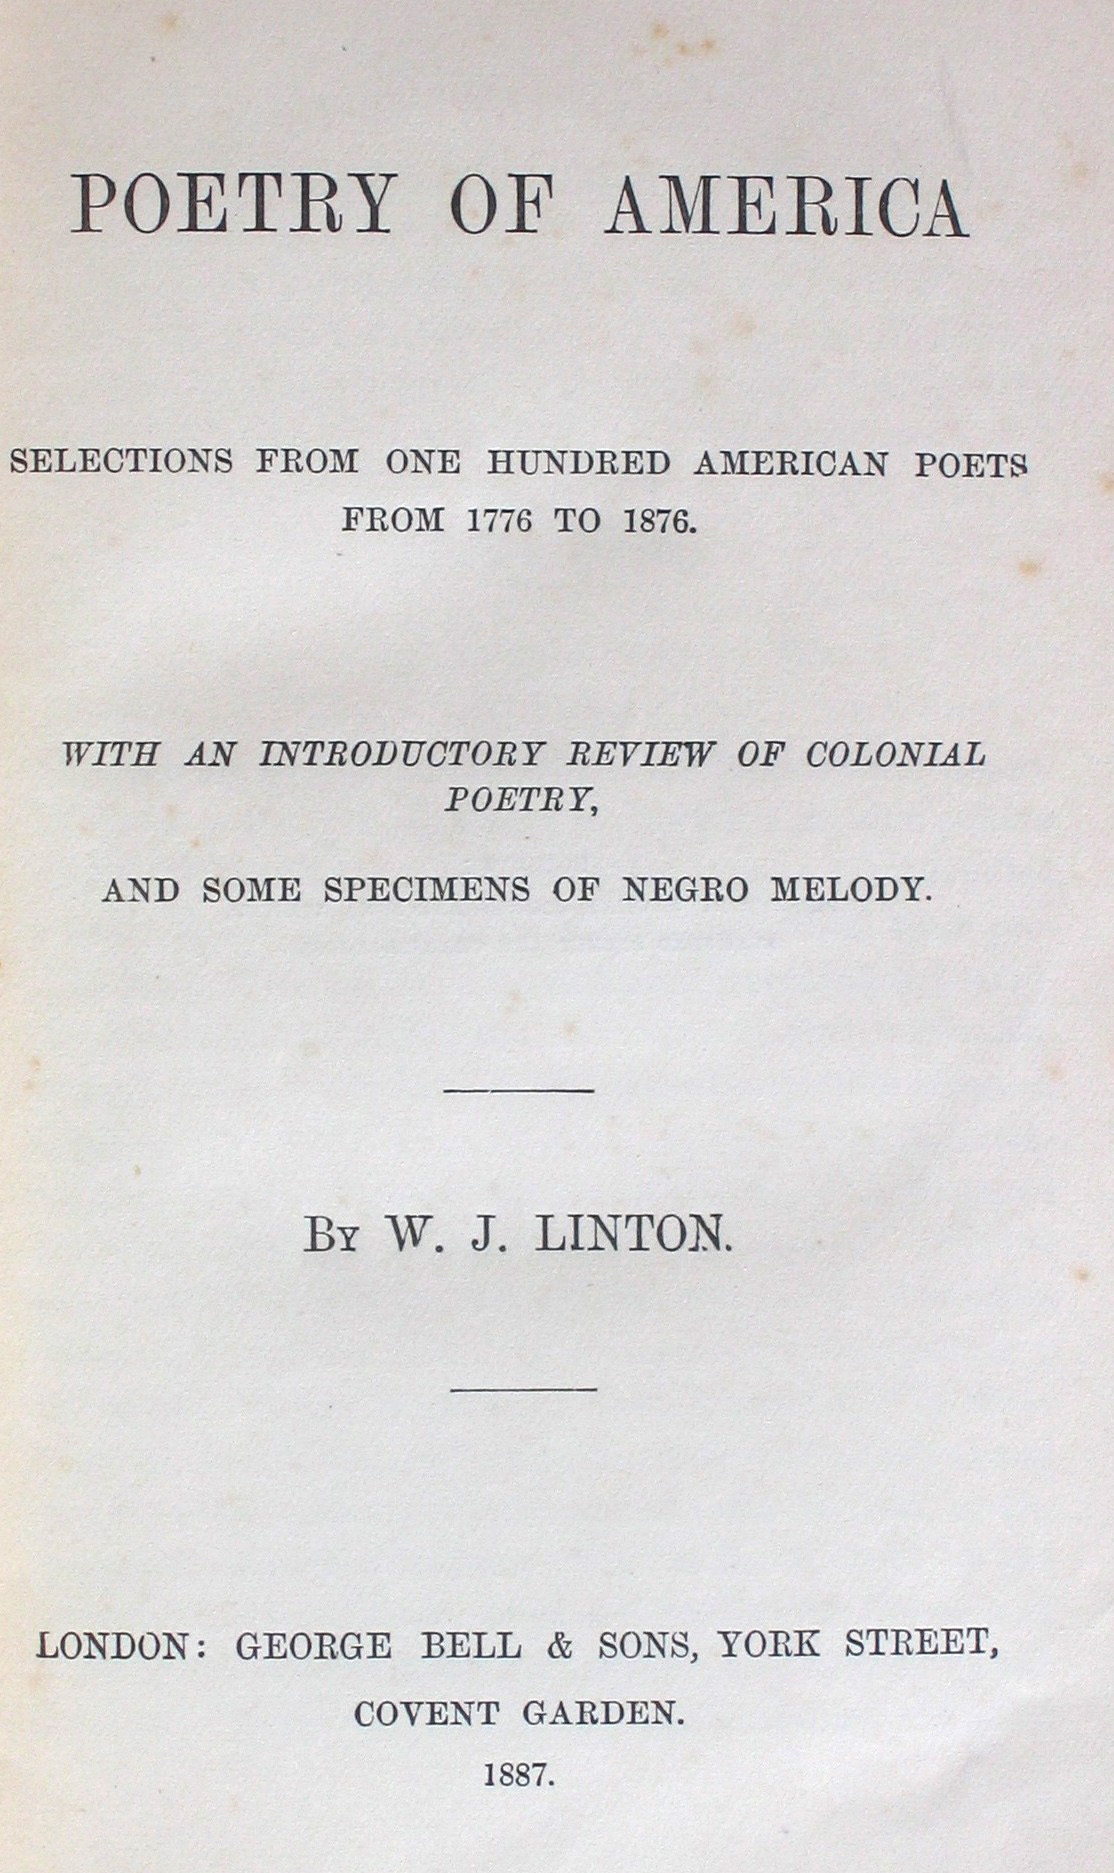 POETRY OF AMERICA
SELECTIONS FROM ONE HUNDRED AMERICAN POETS
FROM 1776 TO 1876.
WITH AN INTRODUCTORY REVIEW OF COLONIAL
POETRY,
AND SOME SPECIMENS OF NEGRO MELODY.
By W. J. LINTON.
LONDON: GEORGE BELL & SONS, YORK STREET,
COVENT GARDEN.
1887.